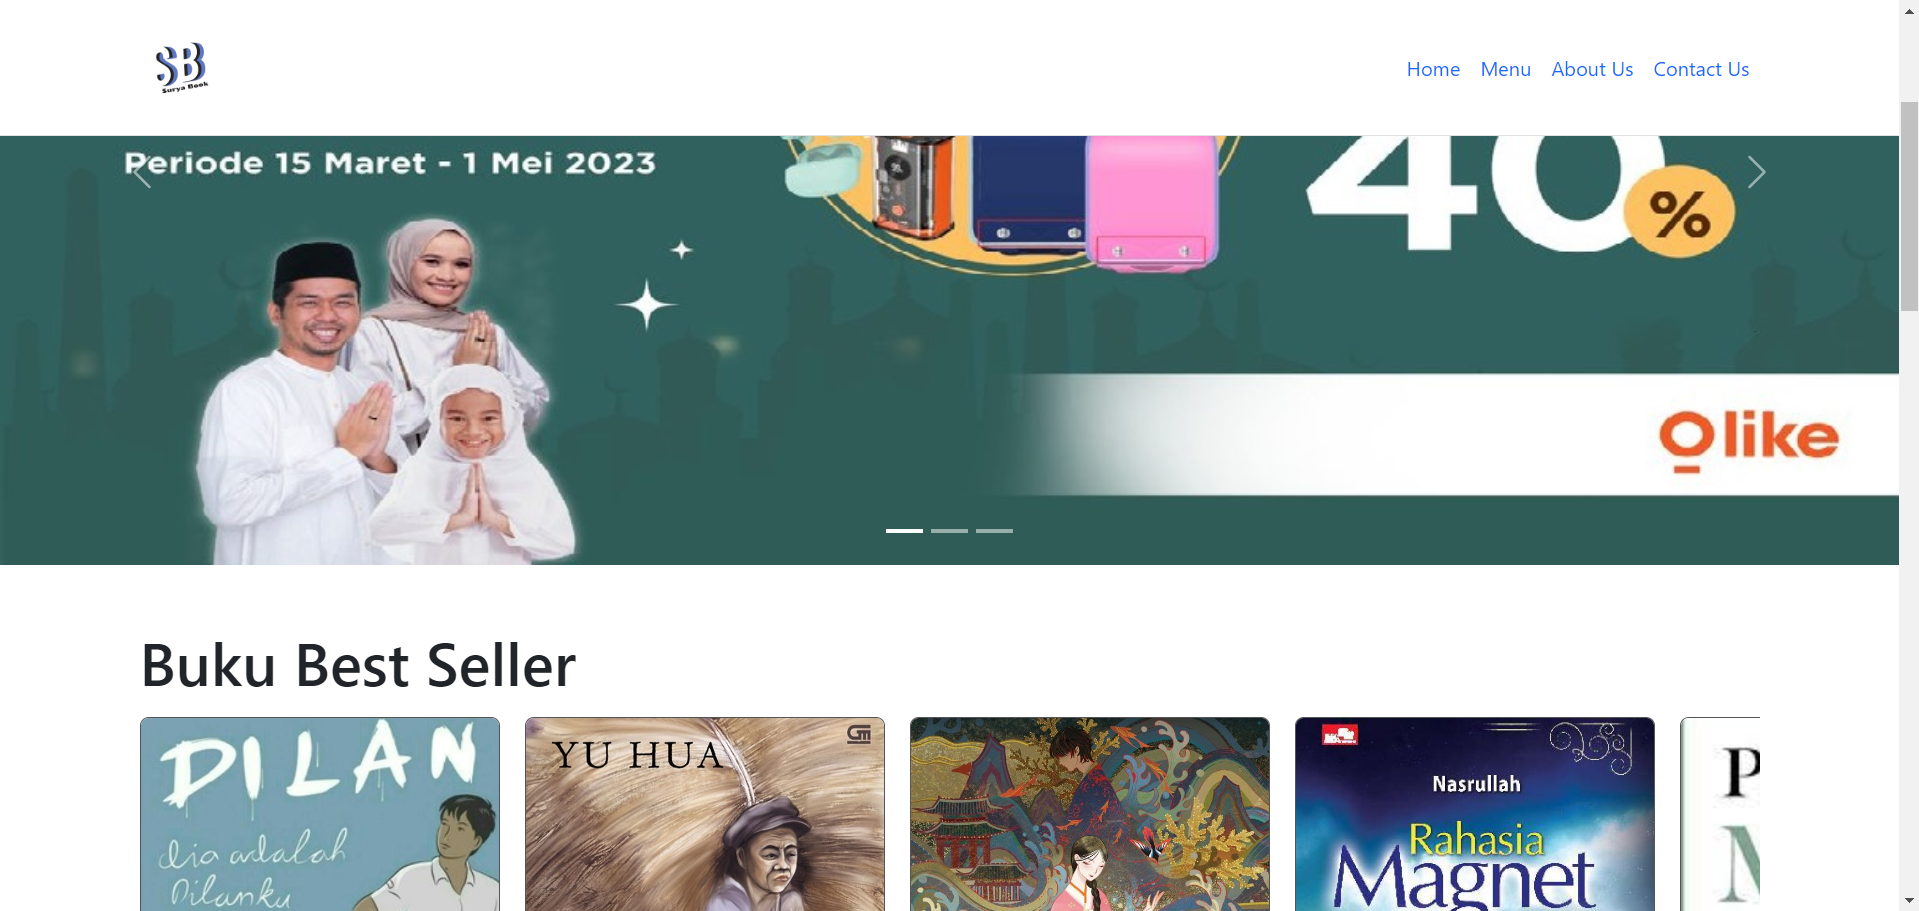 SB
Surya Book
Home Menu About Us Contact Us
Periode 15 Maret - 1 Mei 2023
40%
Olike
Buku Best Seller
DILAN
dia adalah
Dilanku
YU HUA
GM
Nasrullah
Rahasia
Magnet
P